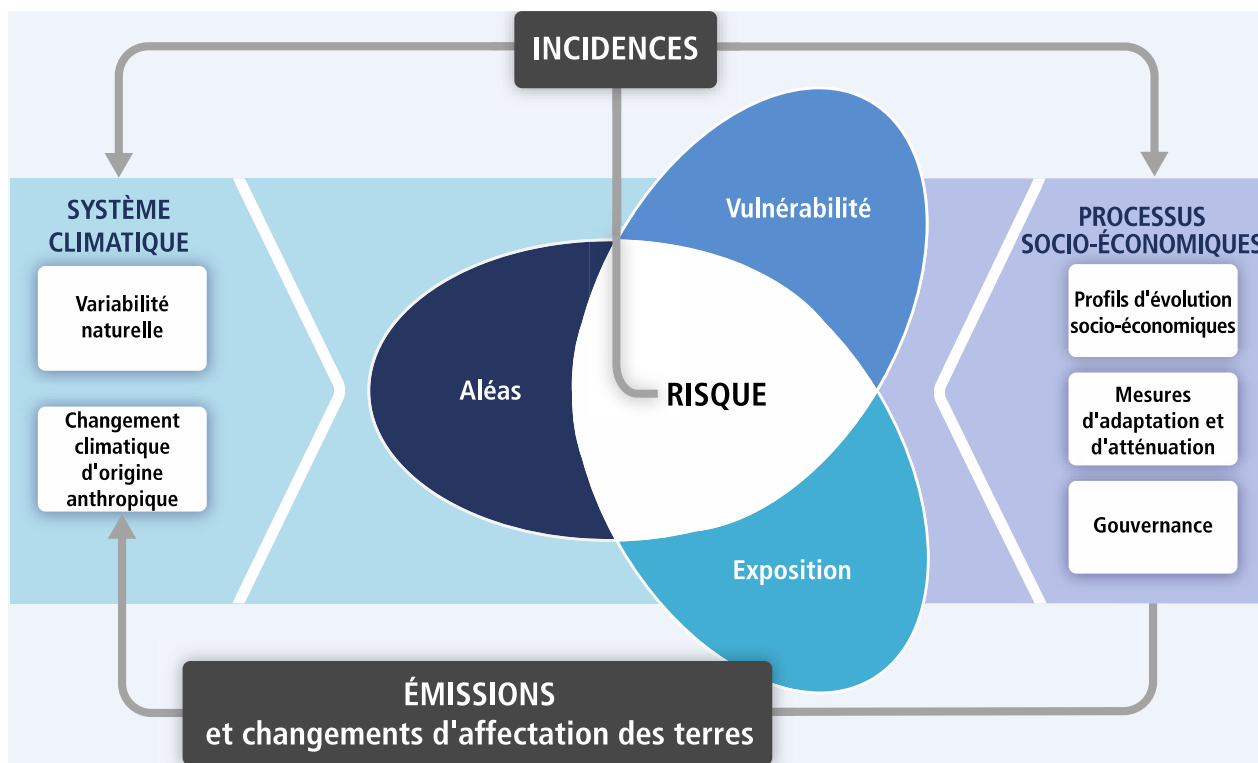 INCIDENCES
SYSTÈME
CLIMATIQUE
Variabilité
naturelle
Changement
climatique
d'origine
anthropique
Aléas
Vulnérabilité
RISQUE
Exposition
PROCESSUS
SOCIO-ÉCONOMIQUES
Profils d'évolution
socio-économiques
Mesures
d'adaptation et
d'atténuation
Gouvernance
ÉMISSIONS
et changements d'affectation des terres